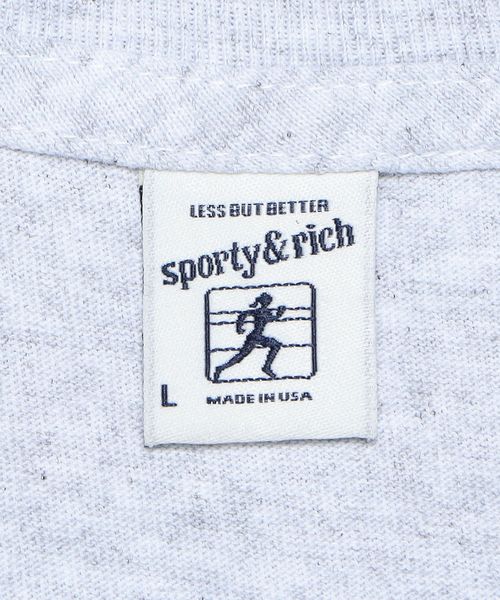 LESS BUT BETTER
sporty & rich
L
MADE IN USA